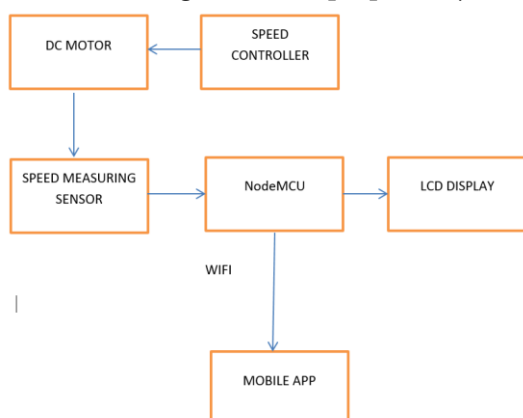 DC MOTOR
SPEED
CONTROLLER
SPEED MEASURING
SENSOR
NodeMCU
LCD DISPLAY
WIFI
MOBILE APP